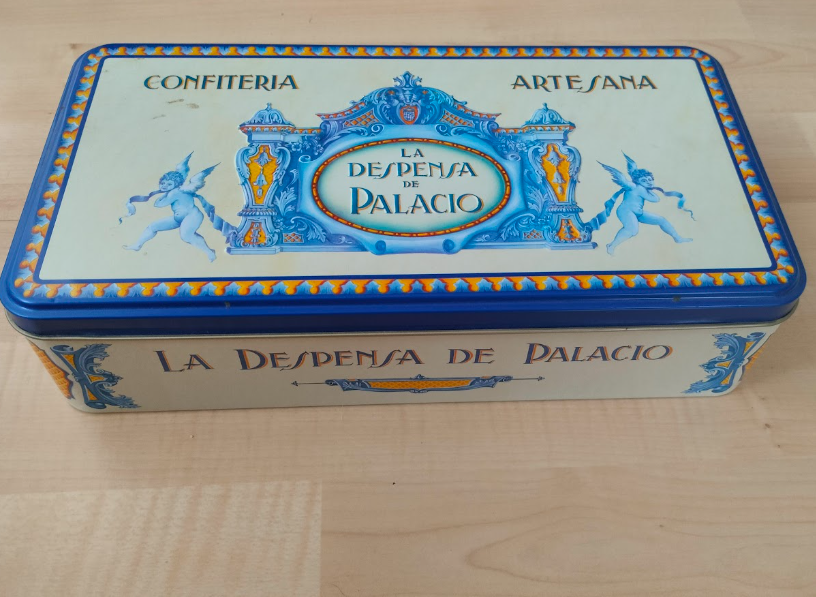 CONFITERIA ARTESANA
LA
DESPENSA
DE
PALACIO
LA DESPENSA DE PALACIO